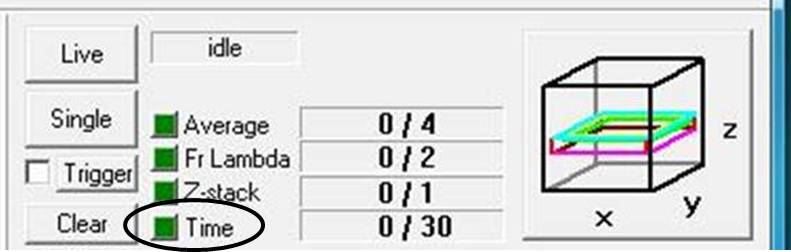 Live
idle
Single
Average 0 / 4
Fr Lambda 0 / 2
Trigger
Z-stack 0 / 1
Clear
Time 0 / 30
z
y
x